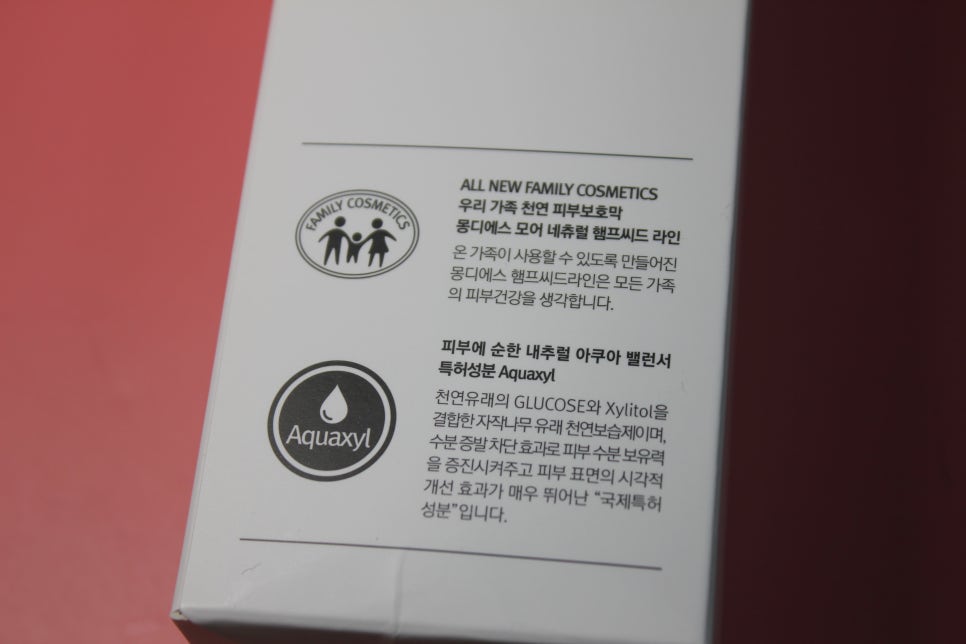 FAMILY COSMETICS
ALL NEW FAMILY COSMETICS
우리 가족 천연 피부보호막
몽디에스 모어 네츄럴 햄프씨드 라인
온 가족이 사용할 수 있도록 만들어진
몽디에스 햄프씨드라인은 모든 가족
의 피부건강을 생각합니다.
Aquaxyl
피부에 순한 내추럴 아쿠아 밸런서
특허성분 Aquaxyl
천연유래의 GLUCOSE와 Xylitol을
결합한 자작나무 유래 천연보습제이며,
수분 증발 차단 효과로 피부 수분 보유력
을 증진시켜주고 피부 표면의 시각적
개선 효과가 매우 뛰어난 “국제특허
성분”입니다.